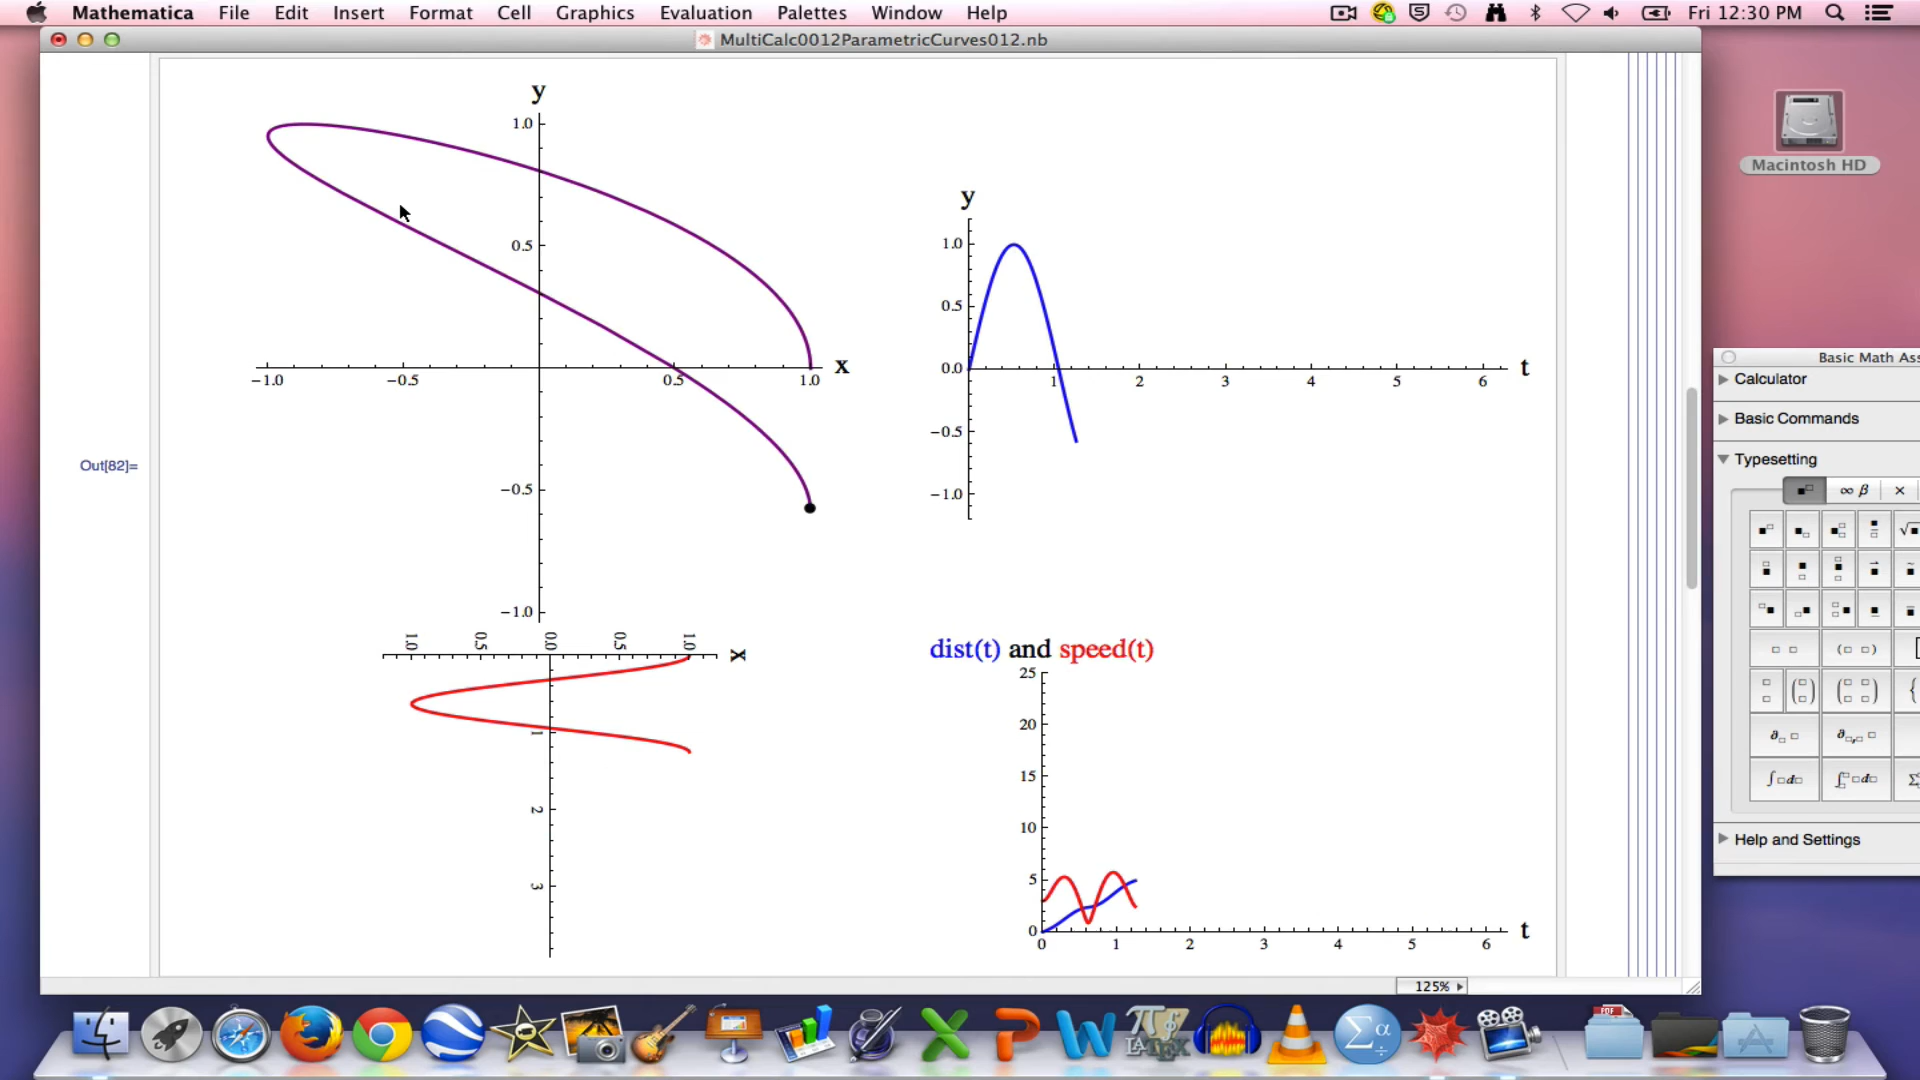 Mathematica File Edit Insert Format Cell Graphics Evaluation Palettes Window Help Fri 12:30 PM
MultiCalc0012ParametricCurves012.nb
Macintosh HD
y
1.0
0.5
−1.0 −0.5 0.5 1.0 x
−0.5
−1.0
Out[82]=
y
1.0
0.5
0.0 1 2 3 4 5 6 t
−0.5
−1.0
1.0 0.5 0.0 0.5 1.0 x
1
2
3
dist(t) and speed(t)
25
20
15
10
5
0
0 1 2 3 4 5 6 t
125%
Basic Math Ass
Calculator
Basic Commands
Typesetting
∞ β ×
Help and Settings
PDF
LATEX